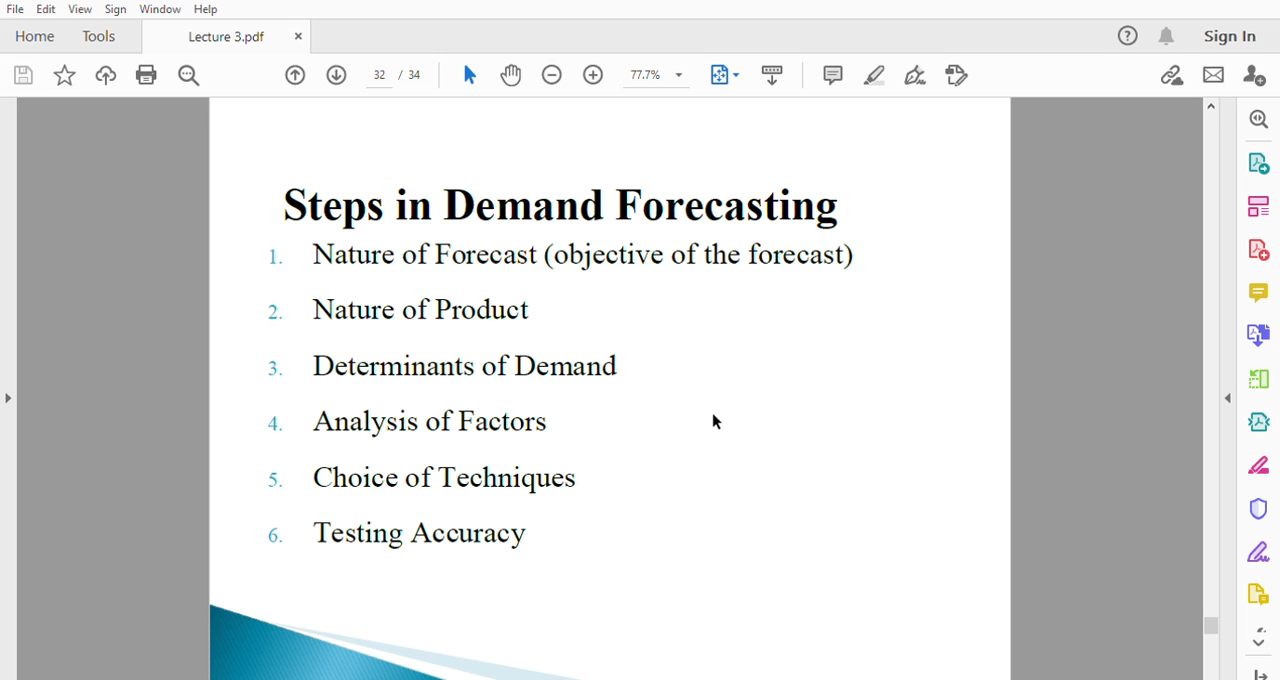 File Edit View Sign Window Help
Home Tools Lecture 3.pdf × Sign In
32 / 34 77.7%
Steps in Demand Forecasting
1. Nature of Forecast (objective of the forecast)
2. Nature of Product
3. Determinants of Demand
4. Analysis of Factors
5. Choice of Techniques
6. Testing Accuracy